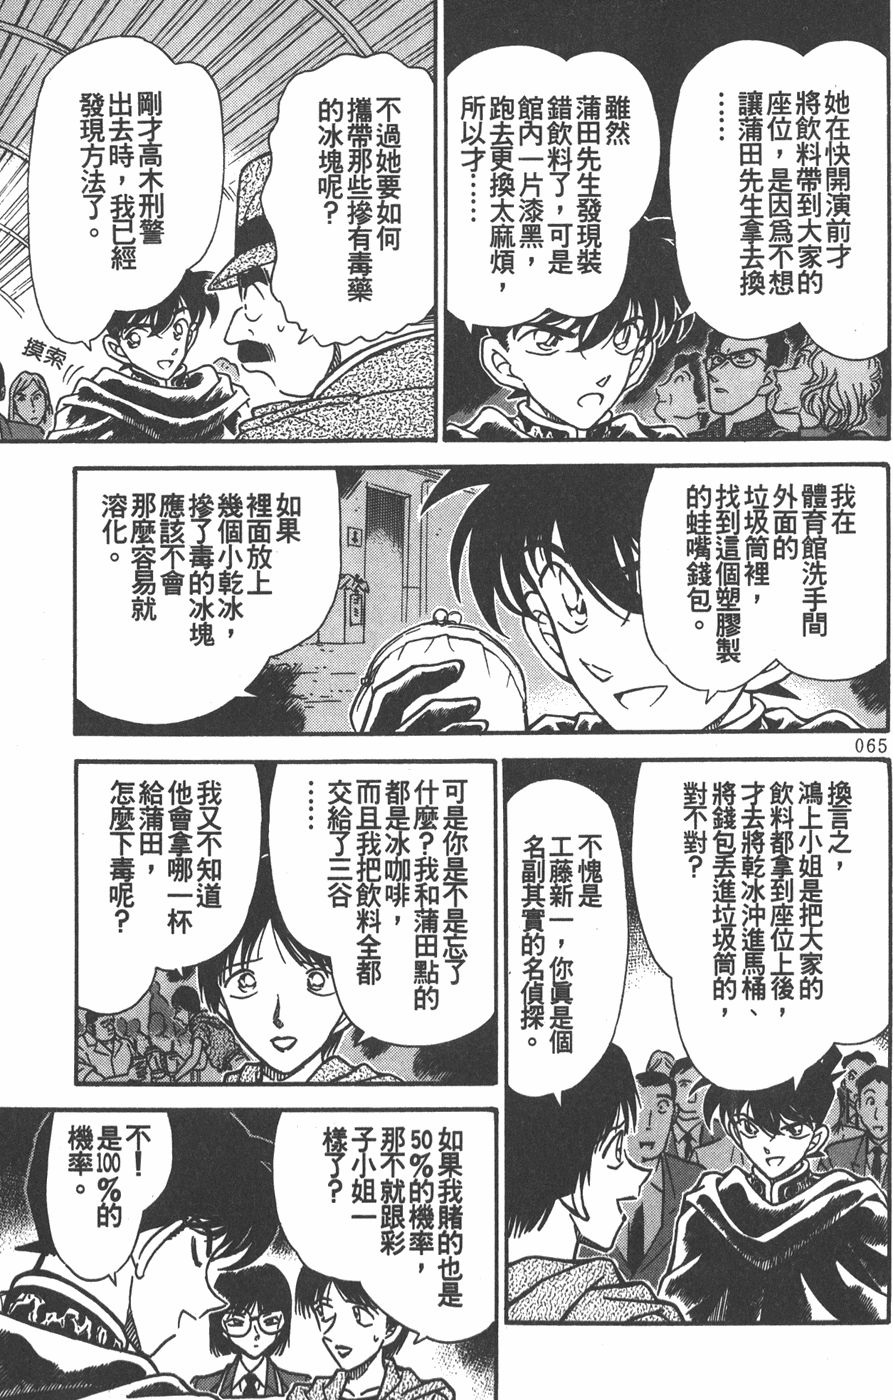 她在快開演前才
將飲料帶到大家的
座位，是因爲不想
讓蒲田先生拿去換
……
雖然
蒲田先生發現裝
錯飲料了，可是
館內一片漆黑，
跑去更換太麻煩，
所以才……
不過她要如何
攜帶那些摻有毒藥
的冰塊呢？
剛才高木刑警
出去時，我已經
發現方法了。
摸索
我在
體育館洗手間
外面的
垃圾筒裡，
找到這個塑膠製
的蛙嘴錢包。
如果
裡面放上
幾個小乾冰，
摻了毒的冰塊
應該不會
那麼容易就
溶化。
065
換言之，
鴻上小姐是把大家的
飲料都拿到座位上後，
才去將乾冰沖進馬桶、
將錢包丟進垃圾筒的，
對不對？
不愧是
工藤新一，你眞是個
名副其實的名偵探。
可是你是不是忘了
什麼？我和蒲田點的
都是冰咖啡，
而且我把飲料全都
交給了三谷
……
我又不知道
他會拿哪一杯
給蒲田，
怎麼下毒呢？
如果我賭的也是
50％的機率，
那不就跟彩
子小姐一
樣了？
不！
是100％的
機率。